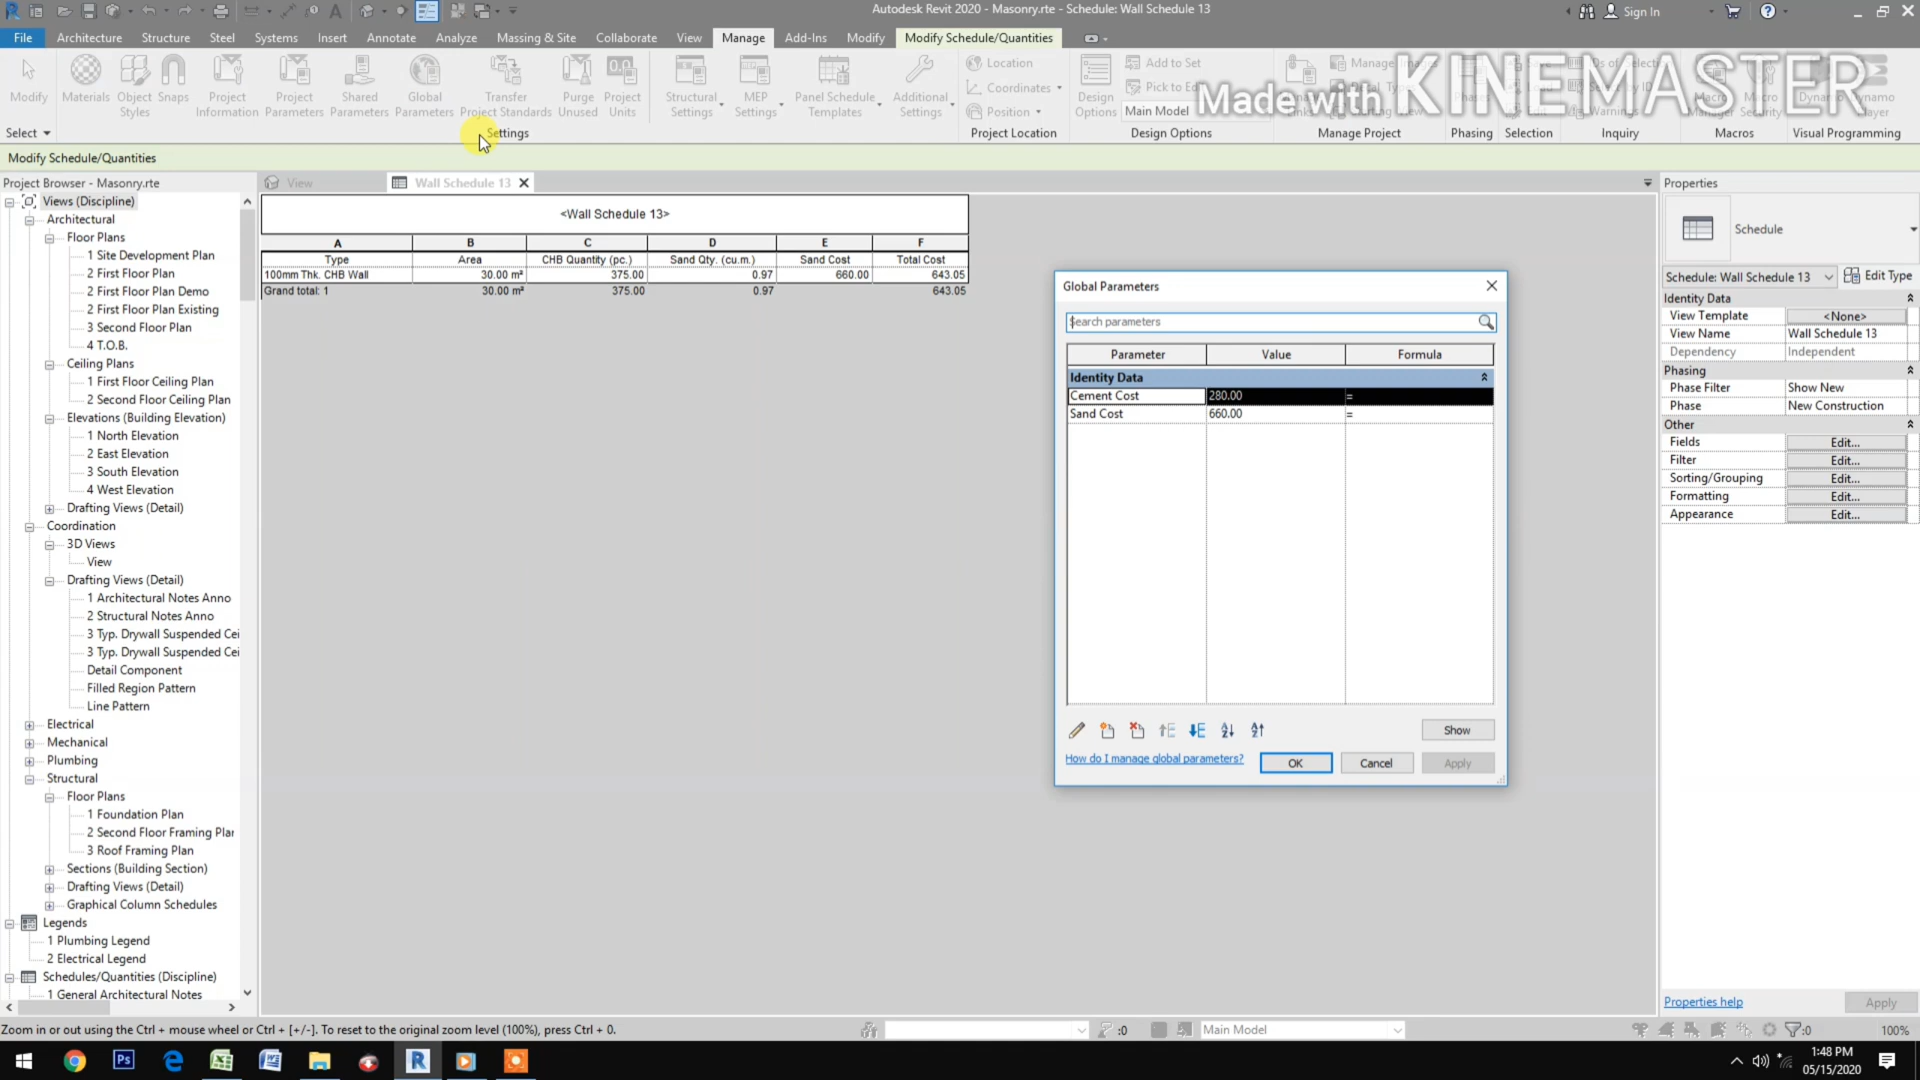 Autodesk Revit 2020 - Masonry.rte - Schedule: Wall Schedule 13
Sign In
File Architecture Structure Steel Systems Insert Annotate Analyze Massing & Site Collaborate View Manage Add-Ins Modify Modify Schedule/Quantities
Modify
Materials
Object Styles
Snaps
Project Information
Project Parameters
Shared Parameters
Global Parameters
Transfer Project Standards
Purge Unused
Project Units
Structural Settings
MEP Settings
Panel Schedule Templates
Additional Settings
Location
Coordinates
Position
Design Options
Add to Set
Pick to Edit
Main Model
Made with KINEMASTER
Select
Settings
Project Location
Design Options
Manage Project
Phasing
Selection
Inquiry
Macros
Visual Programming
Modify Schedule/Quantities
Project Browser - Masonry.rte
Views (Discipline)
Architectural
Floor Plans
1 Site Development Plan
2 First Floor Plan
2 First Floor Plan Demo
2 First Floor Plan Existing
3 Second Floor Plan
4 T.O.B.
Ceiling Plans
1 First Floor Ceiling Plan
2 Second Floor Ceiling Plan
Elevations (Building Elevation)
1 North Elevation
2 East Elevation
3 South Elevation
4 West Elevation
Drafting Views (Detail)
Coordination
3D Views
View
Drafting Views (Detail)
1 Architectural Notes Anno
2 Structural Notes Anno
3 Typ. Drywall Suspended Cei
3 Typ. Drywall Suspended Cei
Detail Component
Filled Region Pattern
Line Pattern
Electrical
Mechanical
Plumbing
Structural
Floor Plans
1 Foundation Plan
2 Second Floor Framing Plan
3 Roof Framing Plan
Sections (Building Section)
Drafting Views (Detail)
Graphical Column Schedules
Legends
1 Plumbing Legend
2 Electrical Legend
Schedules/Quantities (Discipline)
1 General Architectural Notes
View
Wall Schedule 13
<Wall Schedule 13>
A B C D E F
Type Area CHB Quantity (pc.) Sand Qty. (cu.m.) Sand Cost Total Cost
100mm Thk. CHB Wall 30.00 m² 375.00 0.97 660.00 643.05
Grand total: 1 30.00 m² 375.00 0.97 643.05
Global Parameters
Search parameters
Parameter Value Formula
Identity Data
Cement Cost 280.00 =
Sand Cost 660.00 =
Show
How do I manage global parameters?
OK Cancel Apply
Properties
Schedule
Schedule: Wall Schedule 13 Edit Type
Identity Data
View Template <None>
View Name Wall Schedule 13
Dependency Independent
Phasing
Phase Filter Show New
Phase New Construction
Other
Fields Edit...
Filter Edit...
Sorting/Grouping Edit...
Formatting Edit...
Appearance Edit...
Properties help Apply
Zoom in or out using the Ctrl + mouse wheel or Ctrl + [+/-]. To reset to the original zoom level (100%), press Ctrl + 0.
:0
Main Model
:0
100%
1:48 PM
05/15/2020